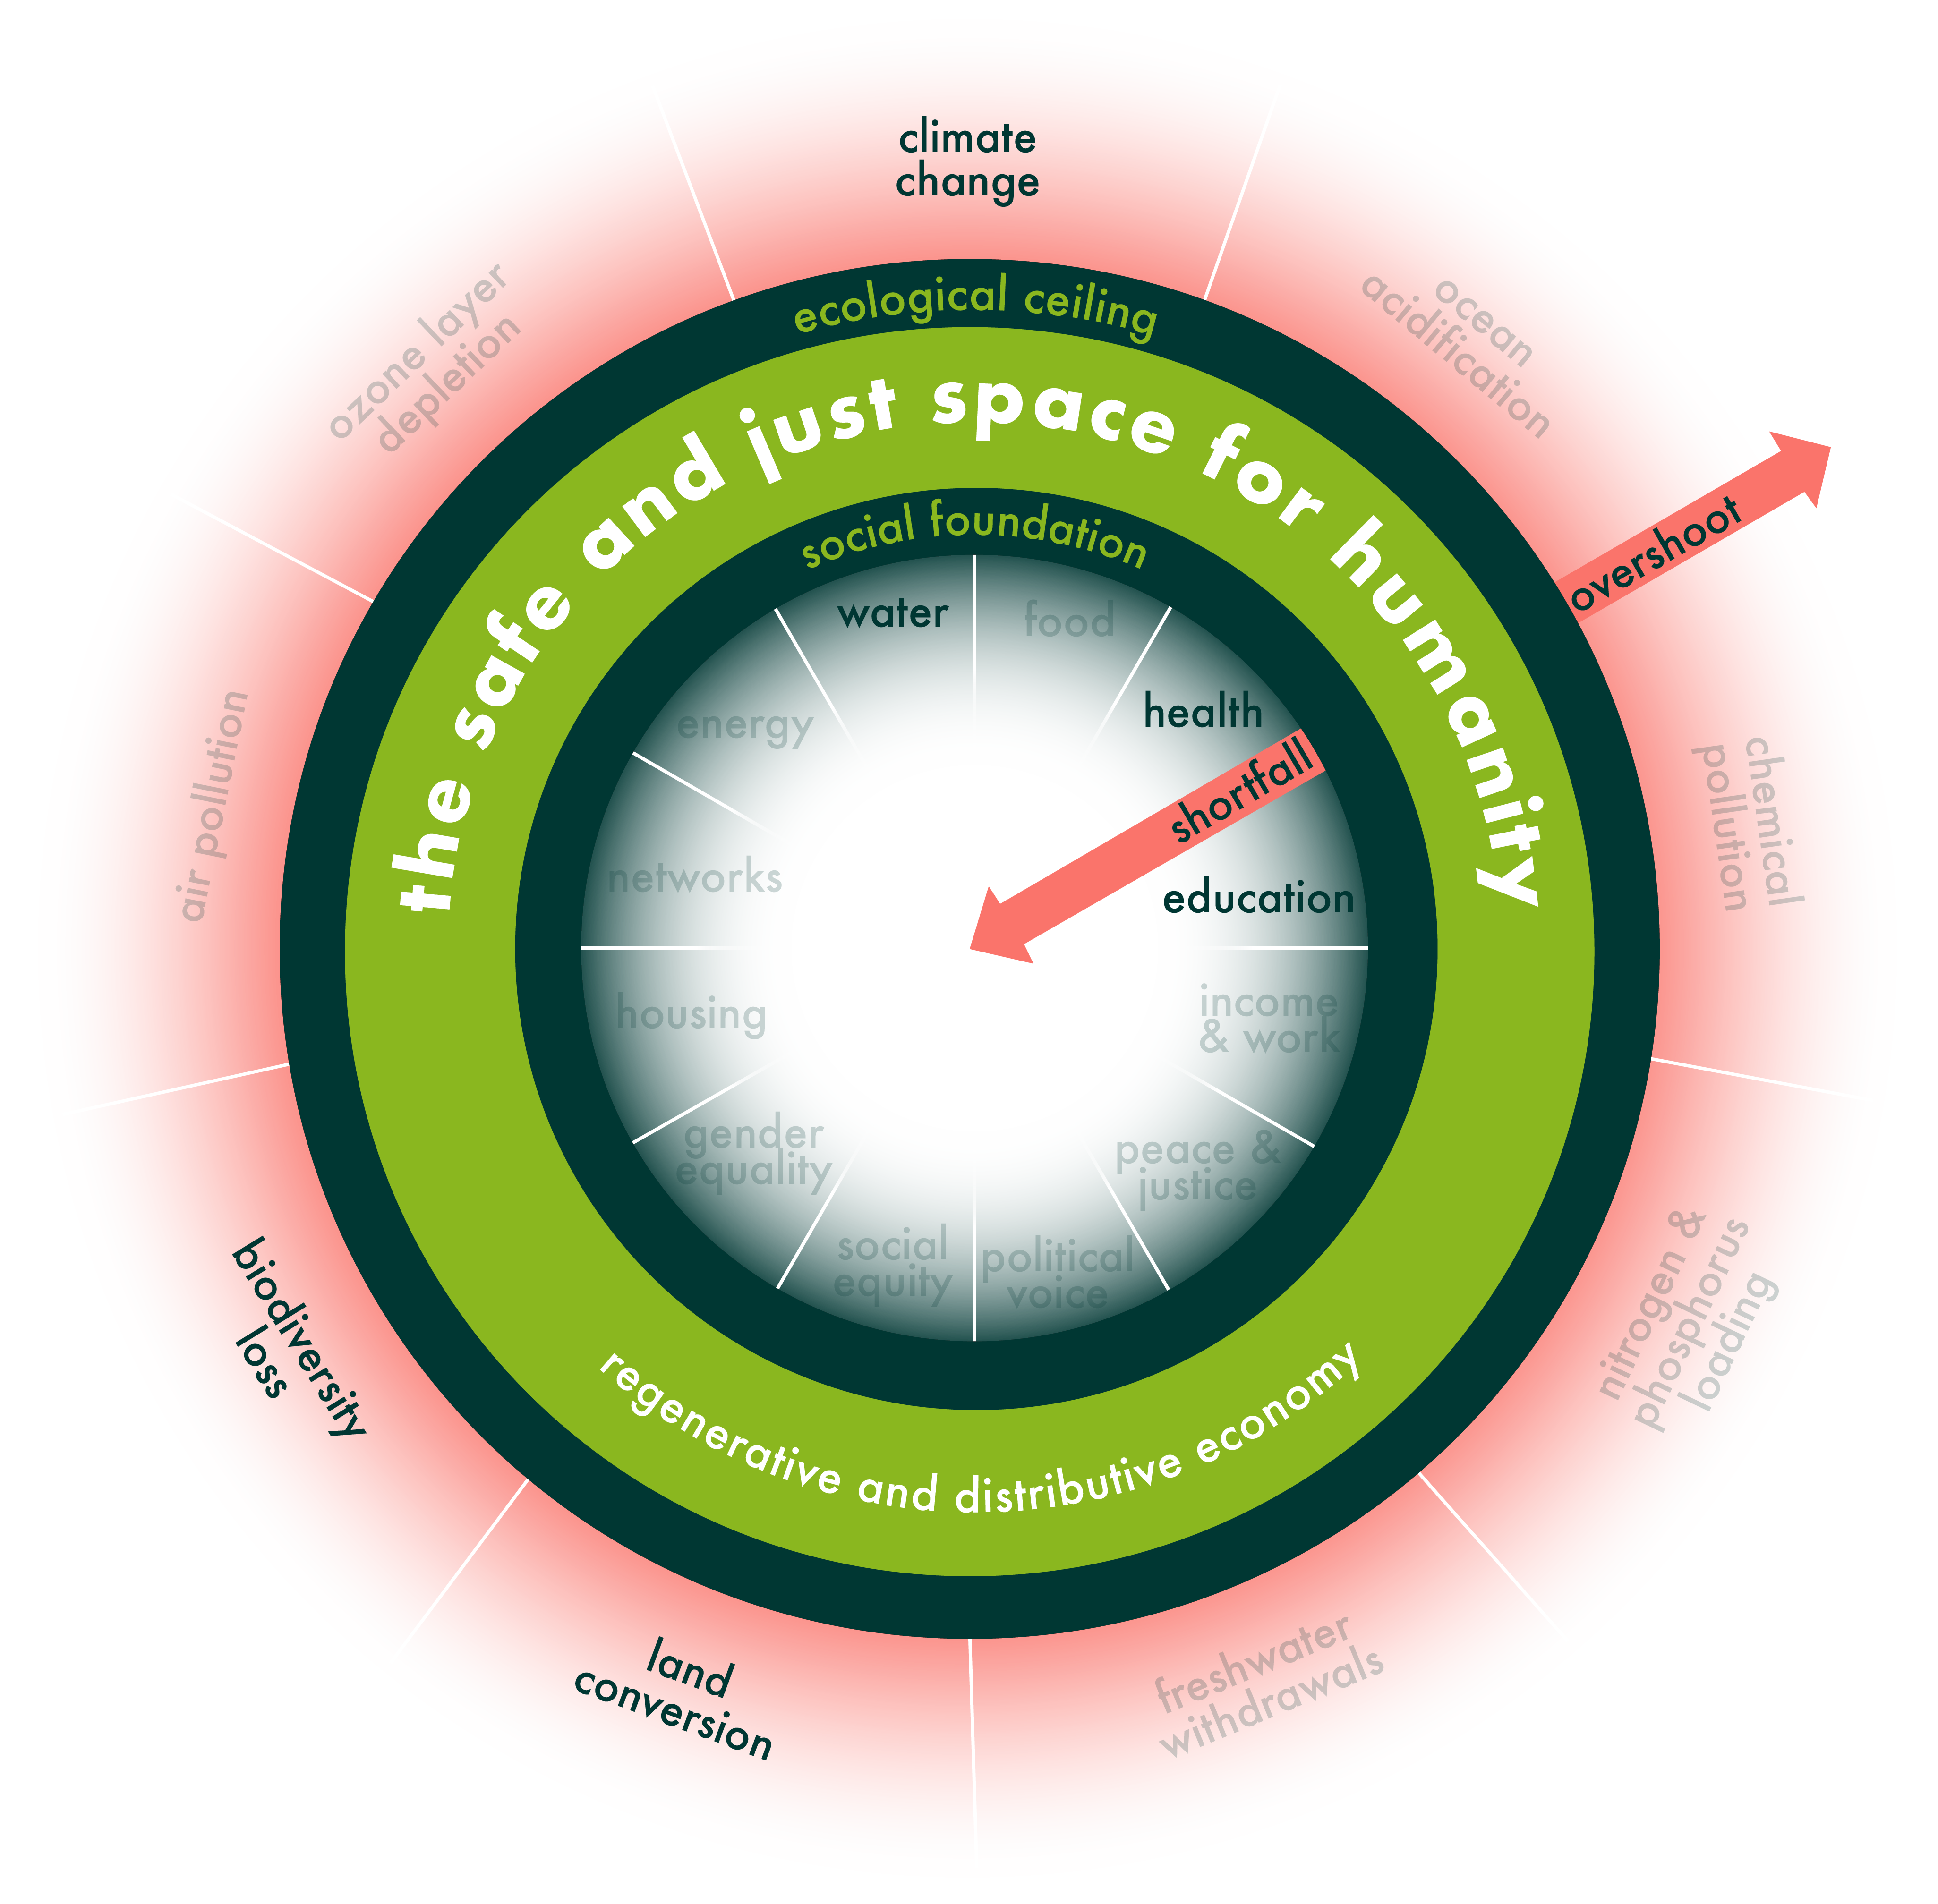 climate
change
ocean
acidification
chemical
pollution
nitrogen &
phosphorus
loading
freshwater
withdrawals
land
conversion
biodiversity
loss
air pollution
ozone layer
depletion
overshoot
ecological ceiling
the safe and just space for humanity
social foundation
water
food
health
shortfall
education
income
& work
peace &
justice
political
voice
social
equity
gender
equality
housing
networks
energy
regenerative and distributive economy